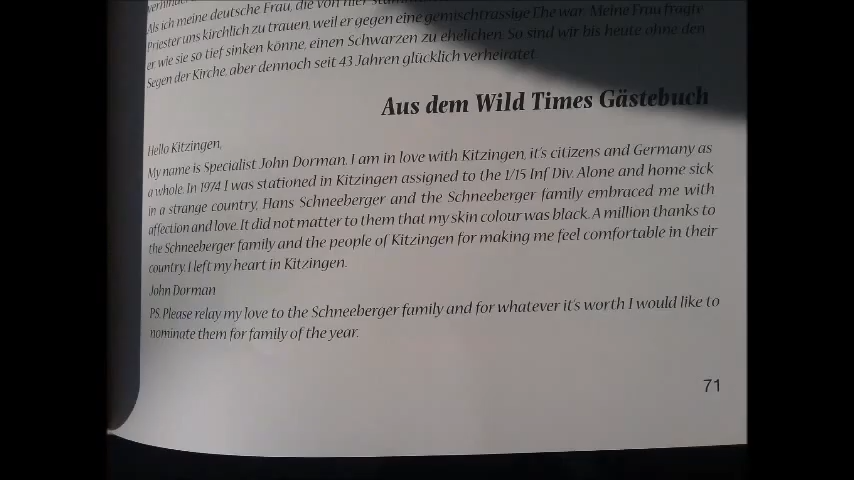 Als ich meine deutsche Frau, die von hier
Priester uns kirchlich zu trauen, weil er gegen eine gemischtrassige Ehe war. Meine Frau fragte
er, wie sie so tief sinken könne, einen Schwarzen zu ehelichen. So sind wir bis heute ohne den
Segen der Kirche, aber dennoch seit 43 Jahren glücklich verheiratet.
Aus dem Wild Times Gästebuch
Hello Kitzingen,
My name is Specialist John Dorman. I am in love with Kitzingen, it's citizens and Germany as
a whole. In 1974 I was stationed in Kitzingen assigned to the 1/15 Inf Div. Alone and home sick
in a strange country, Hans Schneeberger and the Schneeberger family embraced me with
affection and love. It did not matter to them that my skin colour was black. A million thanks to
the Schneeberger family and the people of Kitzingen for making me feel comfortable in their
country. I left my heart in Kitzingen.
John Dorman
PS. Please relay my love to the Schneeberger family and for whatever it's worth I would like to
nominate them for family of the year.
71